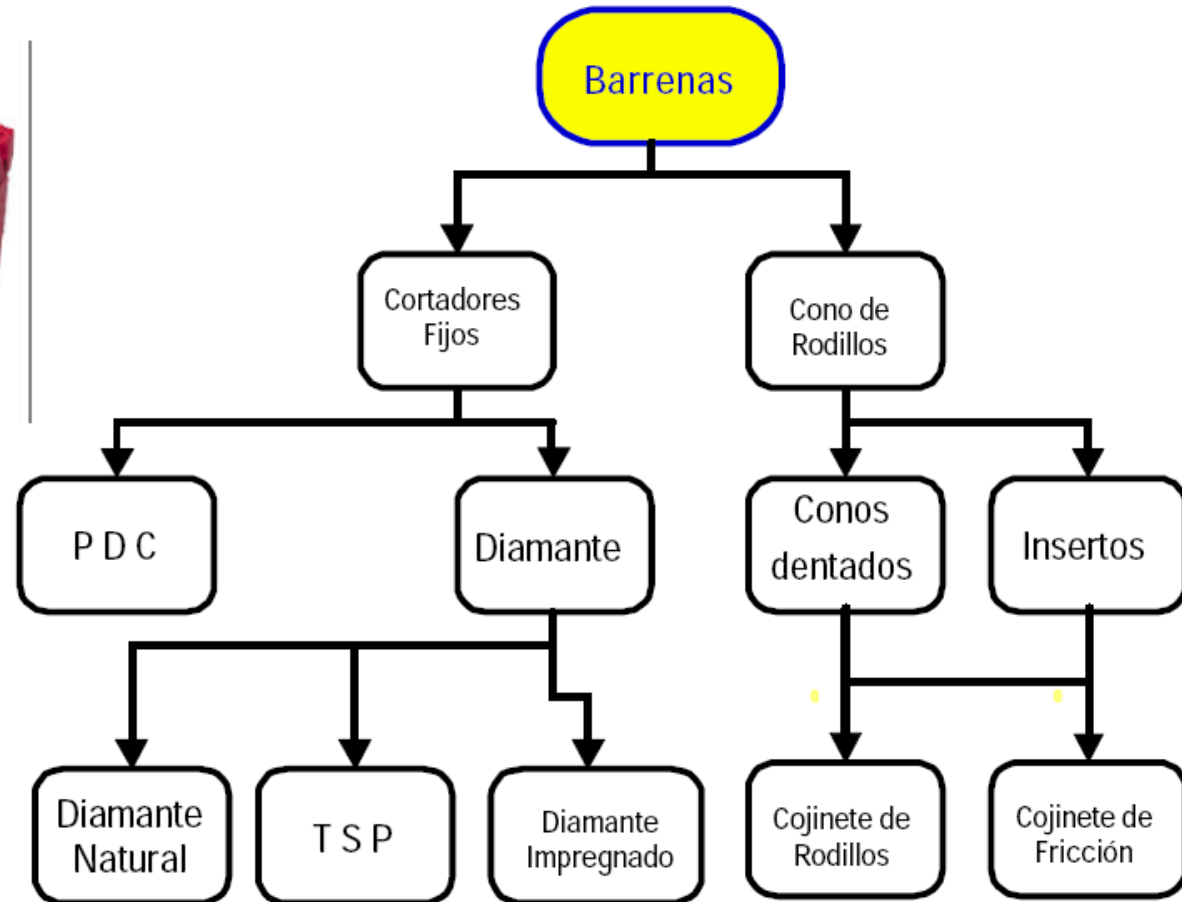 Barrenas
Cortadores
Fijos
Cono de
Rodillos
P D C
Diamante
Conos
dentados
Insertos
Diamante
Natural
T S P
Diamante
Impregnado
Cojinete de
Rodillos
Cojinete de
Fricción